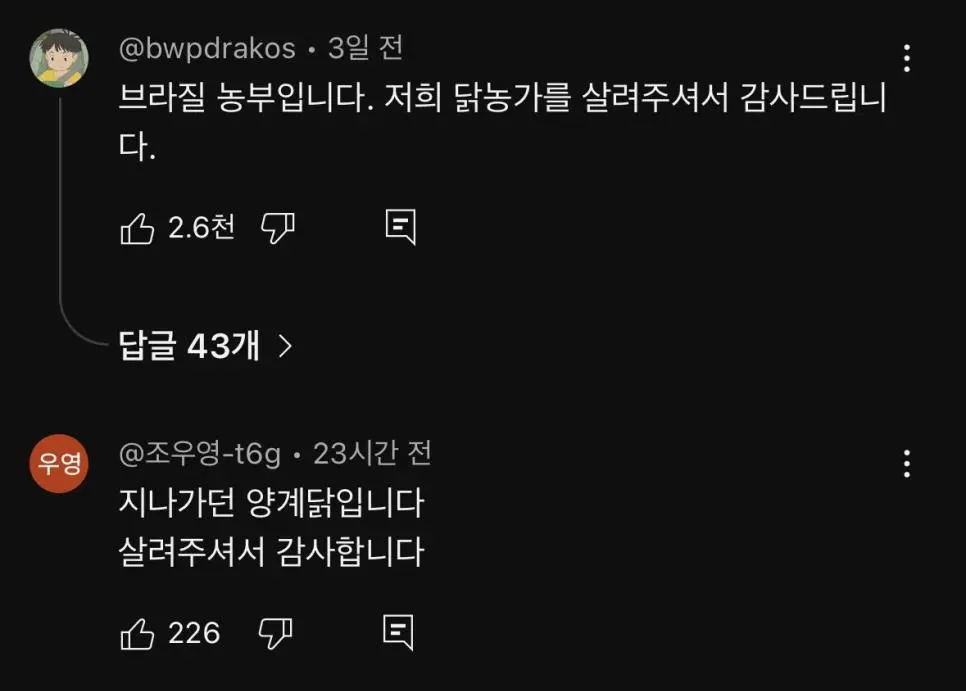 @bwpdrakos • 3일 전
브라질 농부입니다. 저희 닭농가를 살려주셔서 감사드립니
다.
2.6천
답글 43개
우영
@조우영-t6g • 23시간 전
지나가던 양계닭입니다
살려주셔서 감사합니다
226